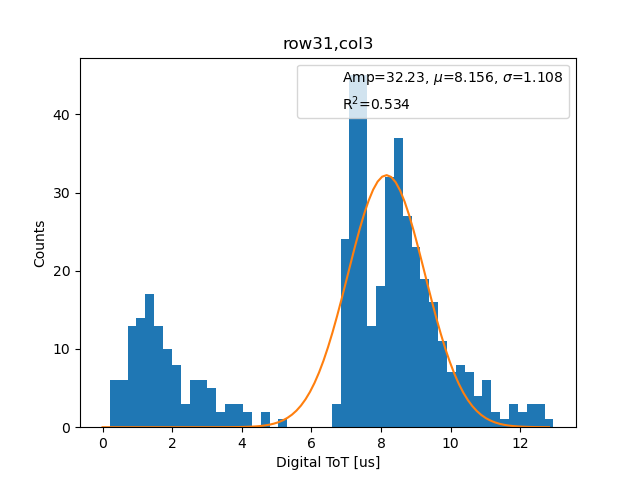 row31,col3
Amp=32.23, μ=8.156, σ=1.108
R²=0.534
Counts
40
30
20
10
0
0 2 4 6 8 10 12
Digital ToT [us]